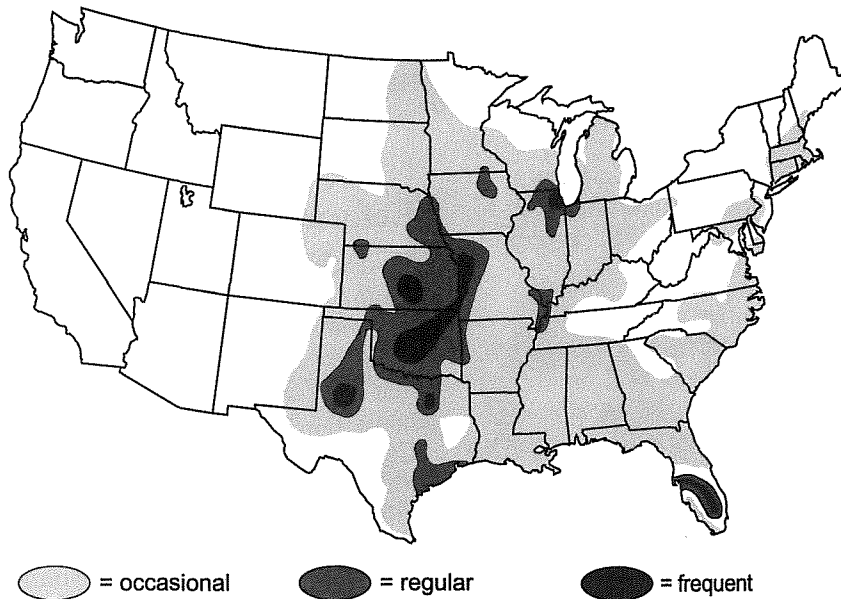 = occasional = regular = frequent